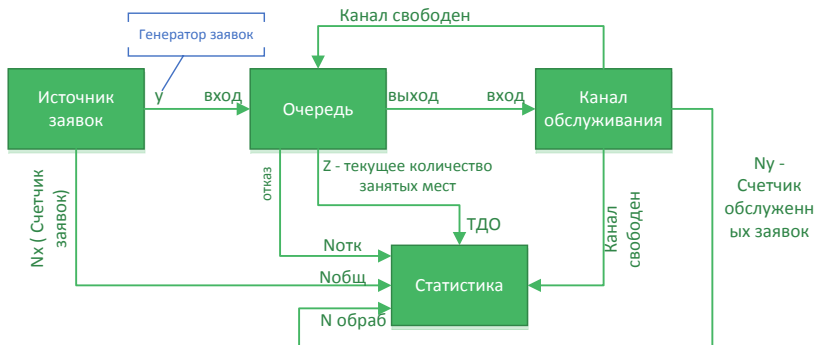 Канал свободен
Генератор заявок
Источник
заявок
y
вход
Очередь
выход
вход
Канал
обслуживания
Nx ( Счетчик
заявок)
отказ
Z - текущее количество
занятых мест
ТДО
Канал
свободен
Ny -
Счетчик
обслуженн
ых заявок
Nотк
Nобщ
N обраб
Статистика